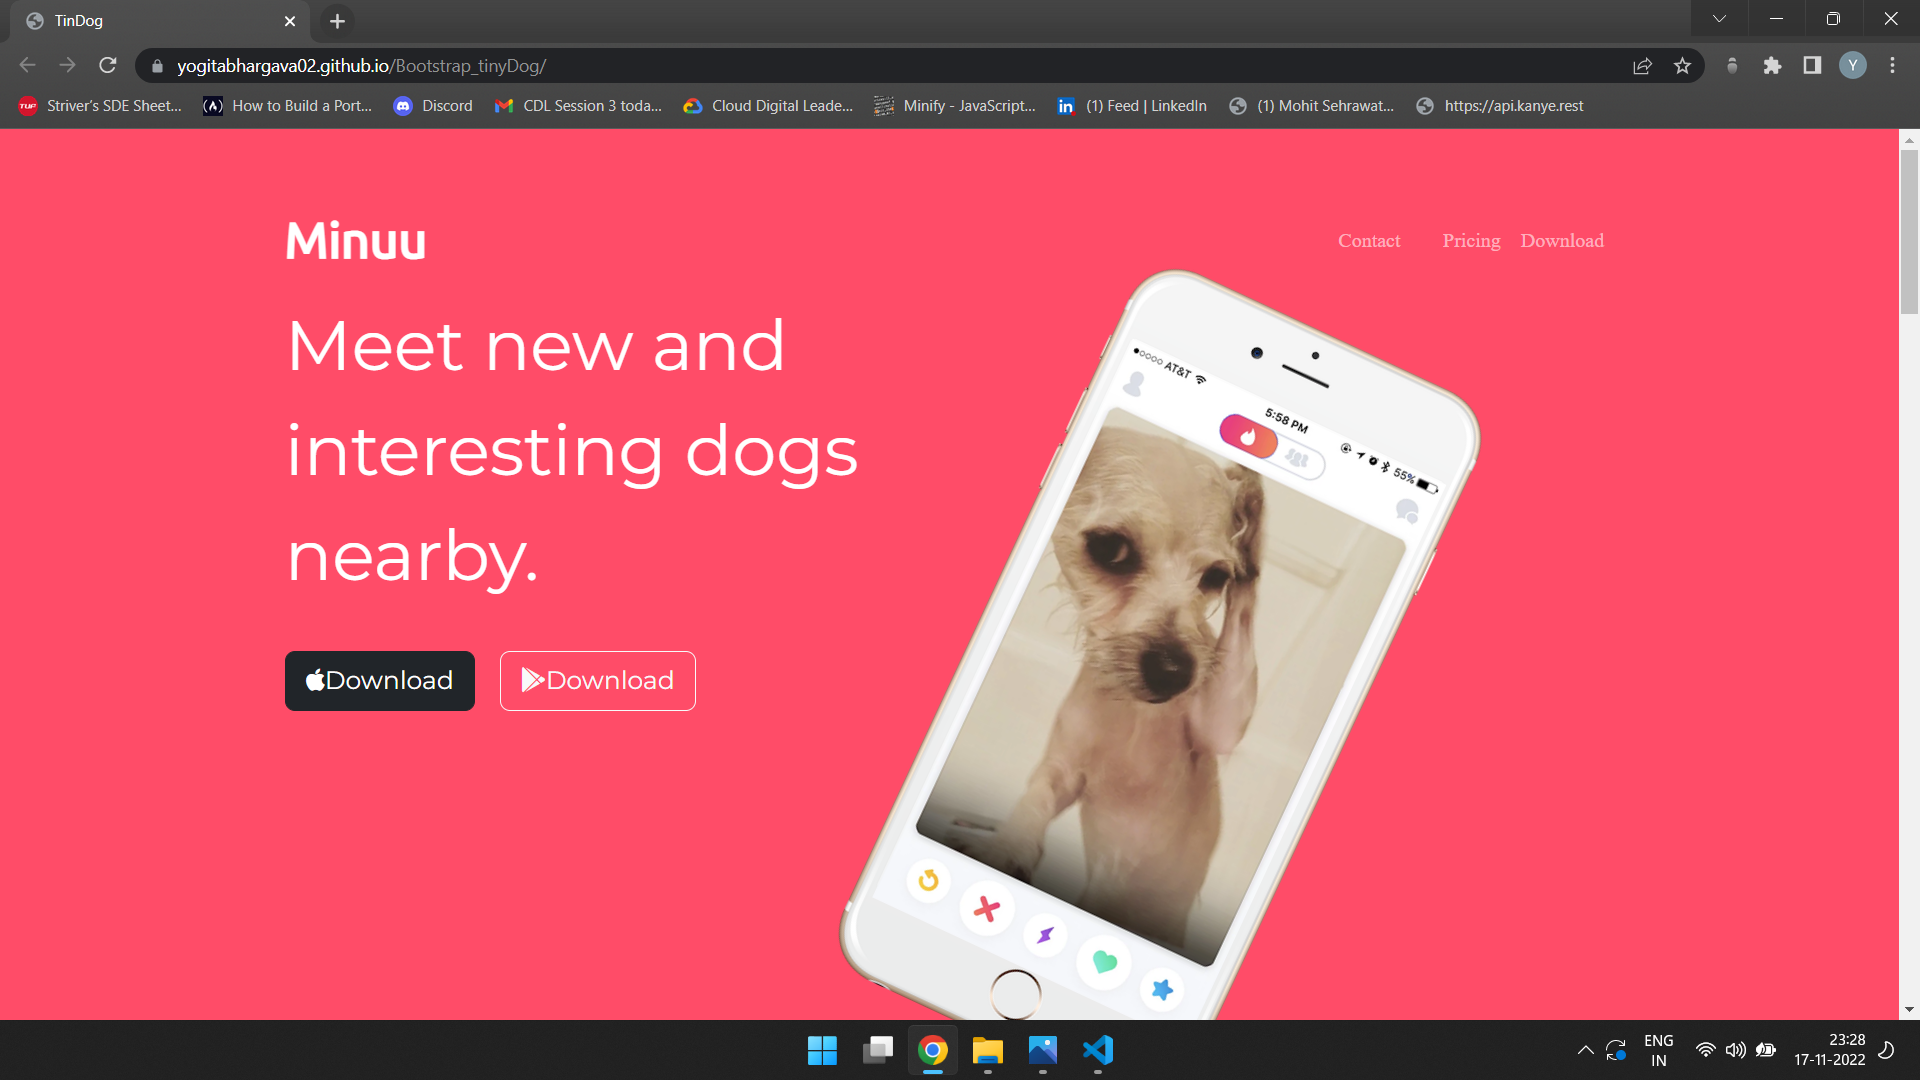 TinDog
yogitabhargava02.github.io/Bootstrap_tinyDog/
Y
TUF Striver's SDE Sheet... (A) How to Build a Port... Discord CDL Session 3 toda... Cloud Digital Leade... Minify - JavaScript... in (1) Feed | LinkedIn (1) Mohit Sehrawat... https://api.kanye.rest
Minuu
Contact Pricing Download
Meet new and
interesting dogs
nearby.
Download Download
AT&T
5:58 PM
55%
ENG
IN
23:28
17-11-2022